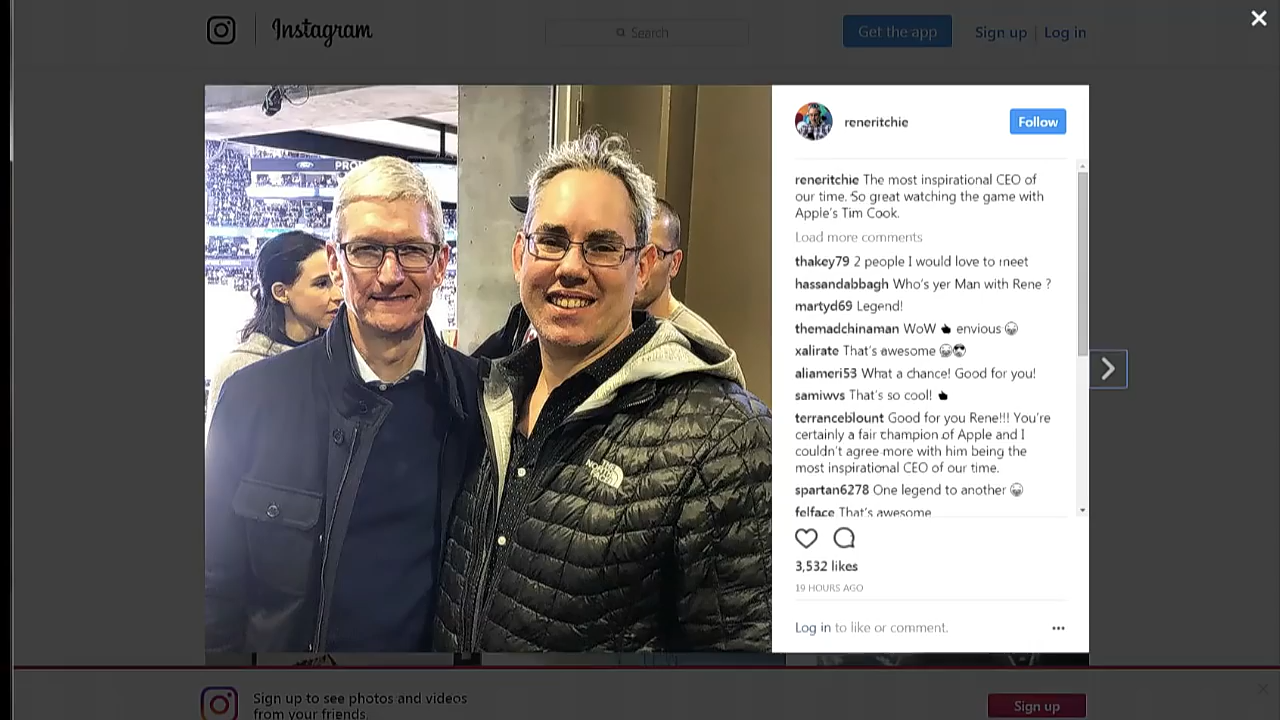 Instagram
Search
Get the app
Sign up | Log in
PRO
THE
NORTH
FACE
reneritchie
Follow
reneritchie The most inspirational CEO of
our time. So great watching the game with
Apple's Tim Cook.
Load more comments
thakey79 2 people I would love to meet
hassandabbagh Who's yer Man with Rene ?
martyd69 Legend!
themadchinaman WoW 👍 envious 😀
xalirate That's awesome 😀😎
aliameri53 What a chance! Good for you!
samiwvs That's so cool! 👍
terranceblount Good for you Rene!!! You're
certainly a fair champion of Apple and I
couldn't agree more with him being the
most inspirational CEO of our time.
spartan6278 One legend to another 😀
felface That's awesome
3,532 likes
19 HOURS AGO
Log in to like or comment.
Sign up to see photos and videos
from your friends.
Sign up